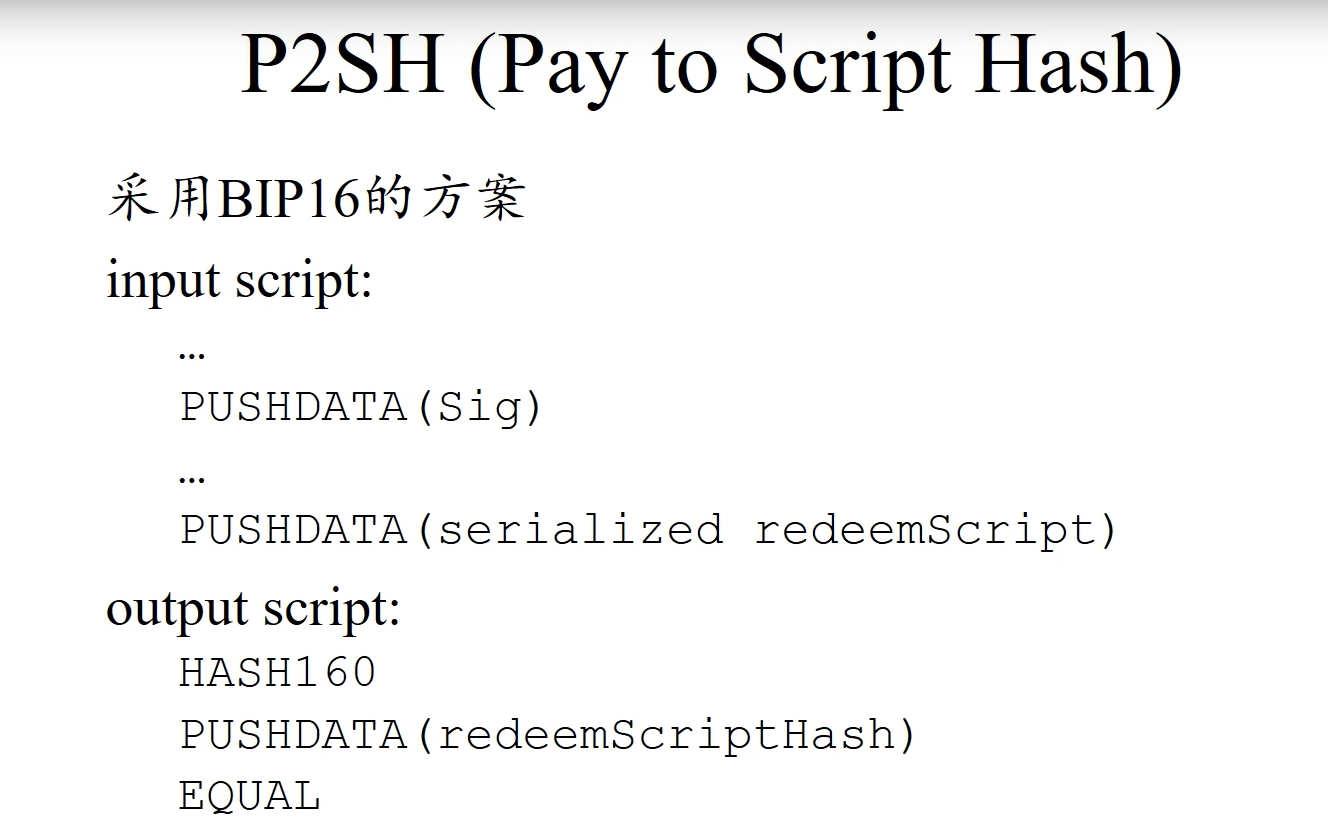 P2SH (Pay to Script Hash)
采用BIP16的方案
input script:
…
PUSHDATA(Sig)
…
PUSHDATA(serialized redeemScript)
output script:
HASH160
PUSHDATA(redeemScriptHash)
EQUAL